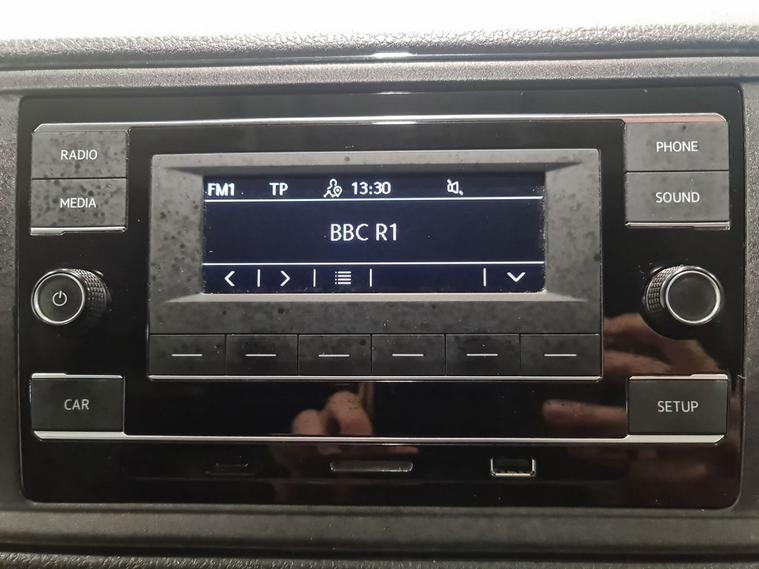 RADIO
PHONE
MEDIA
SOUND
FM1 TP 13:30
BBC R1
CAR
SETUP